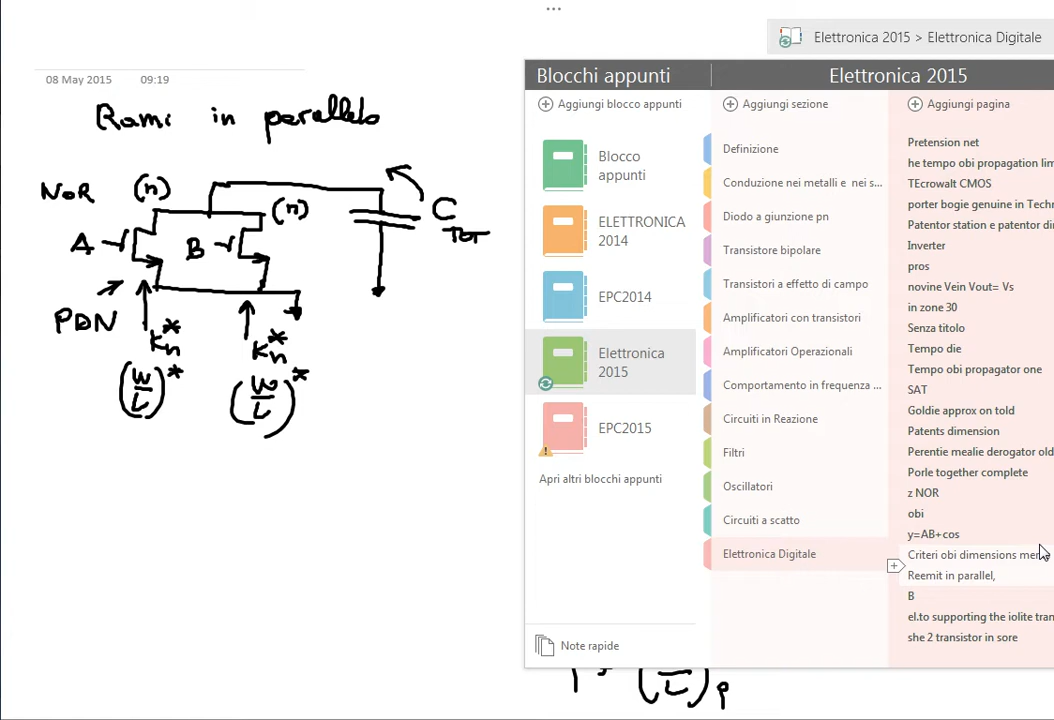 ...
Elettronica 2015 > Elettronica Digitale
08 May 2015 09:19
Rami in parallelo
NOR (n) (n) C TOT
A B
PDN Kn* Kn*
(W/L)* (W/L)*
(—/L)p
Blocchi appunti
Aggiungi blocco appunti
Blocco
appunti
ELETTRONICA
2014
EPC2014
Elettronica
2015
EPC2015
Apri altri blocchi appunti
Note rapide
Elettronica 2015
Aggiungi sezione
Definizione
Conduzione nei metalli e nei s...
Diodo a giunzione pn
Transistore bipolare
Transistori a effetto di campo
Amplificatori con transistori
Amplificatori Operazionali
Comportamento in frequenza ...
Circuiti in Reazione
Filtri
Oscillatori
Circuiti a scatto
Elettronica Digitale
Aggiungi pagina
Pretension net
he tempo obi propagation lim
TEcrowalt CMOS
porter bogie genuine in Techn
Patentor station e patentor di
Inverter
pros
novine Vein Vout= Vs
in zone 30
Senza titolo
Tempo die
Tempo obi propagator one
SAT
Goldie approx on told
Patents dimension
Perentie mealie derogator old
Porle together complete
z NOR
obi
y=AB+cos
Criteri obi dimensions me
Reemit in parallel,
B
el.to supporting the iolite tran
she 2 transistor in sore